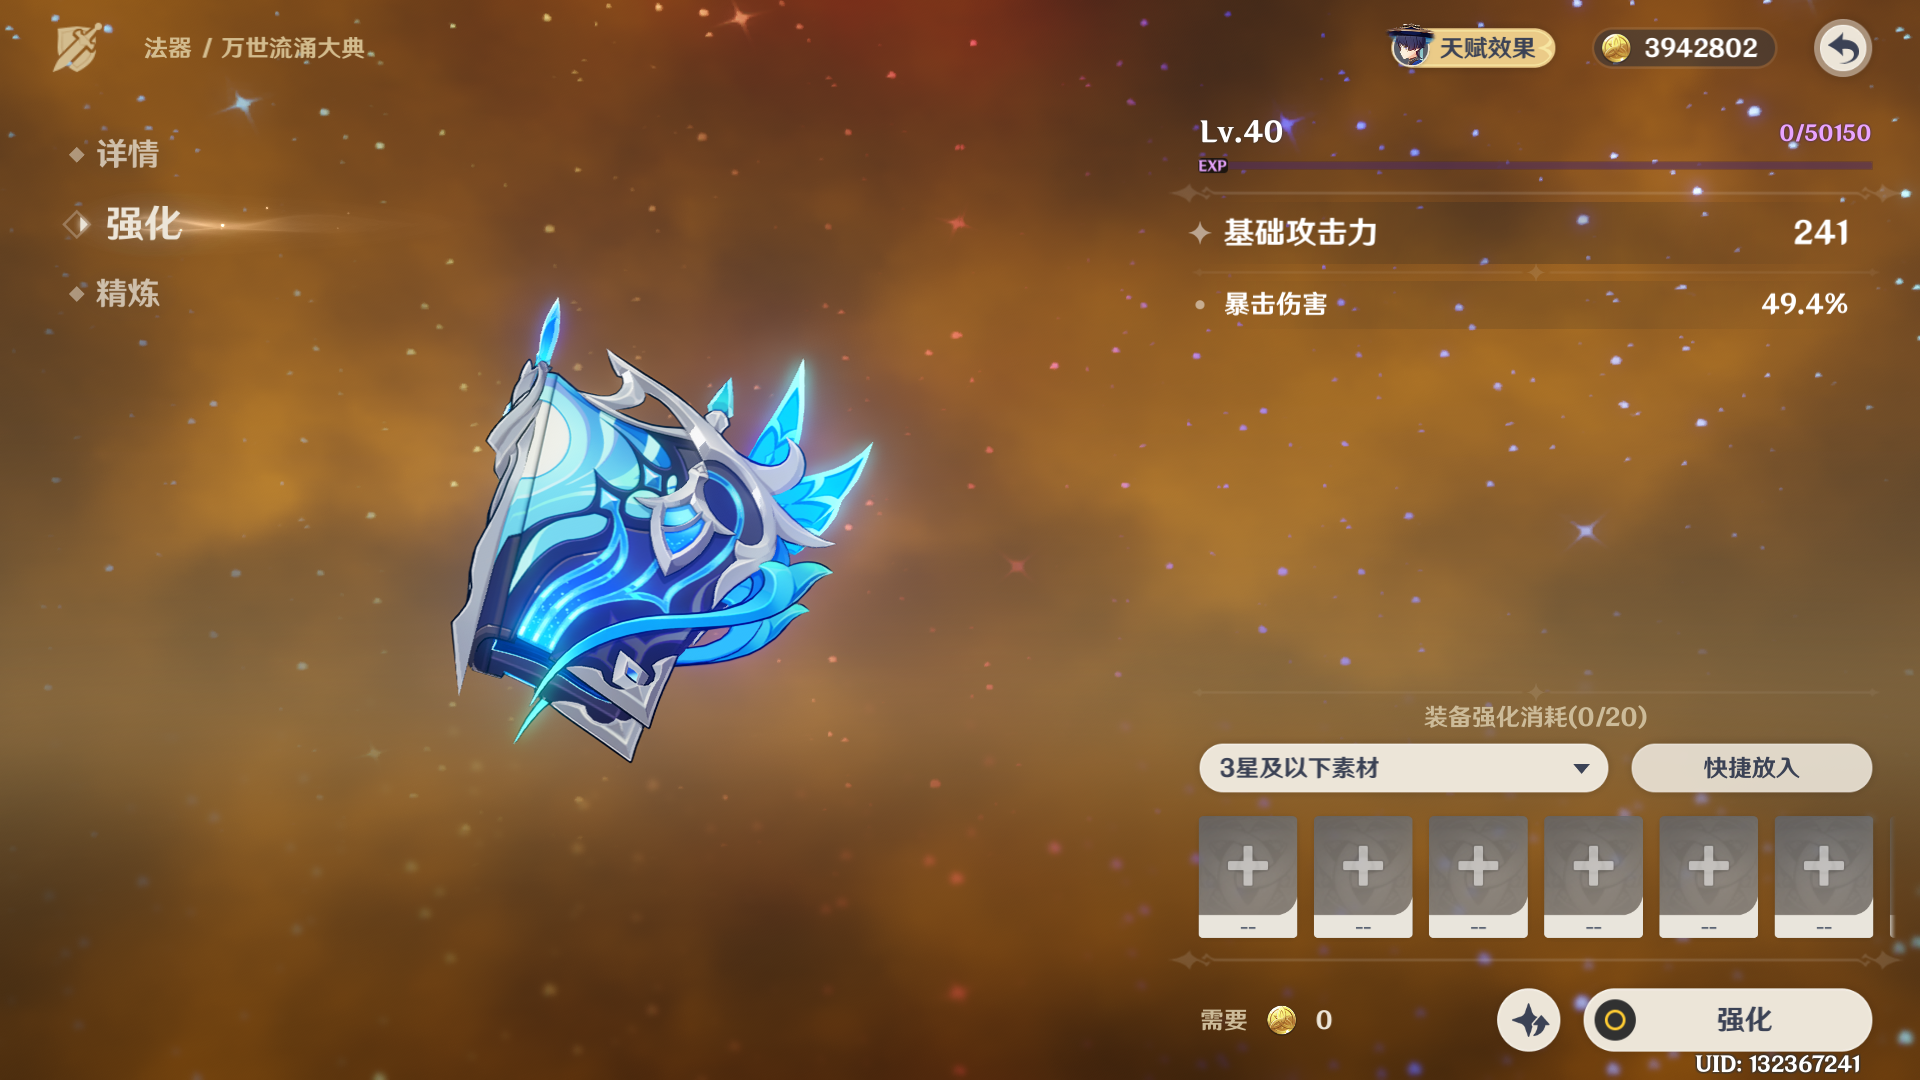 法器 / 万世流涌大典
天赋效果
3942802
详情
强化
精炼
Lv.40
0/50150
EXP
基础攻击力
241
暴击伤害
49.4%
装备强化消耗(0/20)
3星及以下素材
快捷放入
--
--
--
--
--
--
需要
0
强化
UID: 132367241